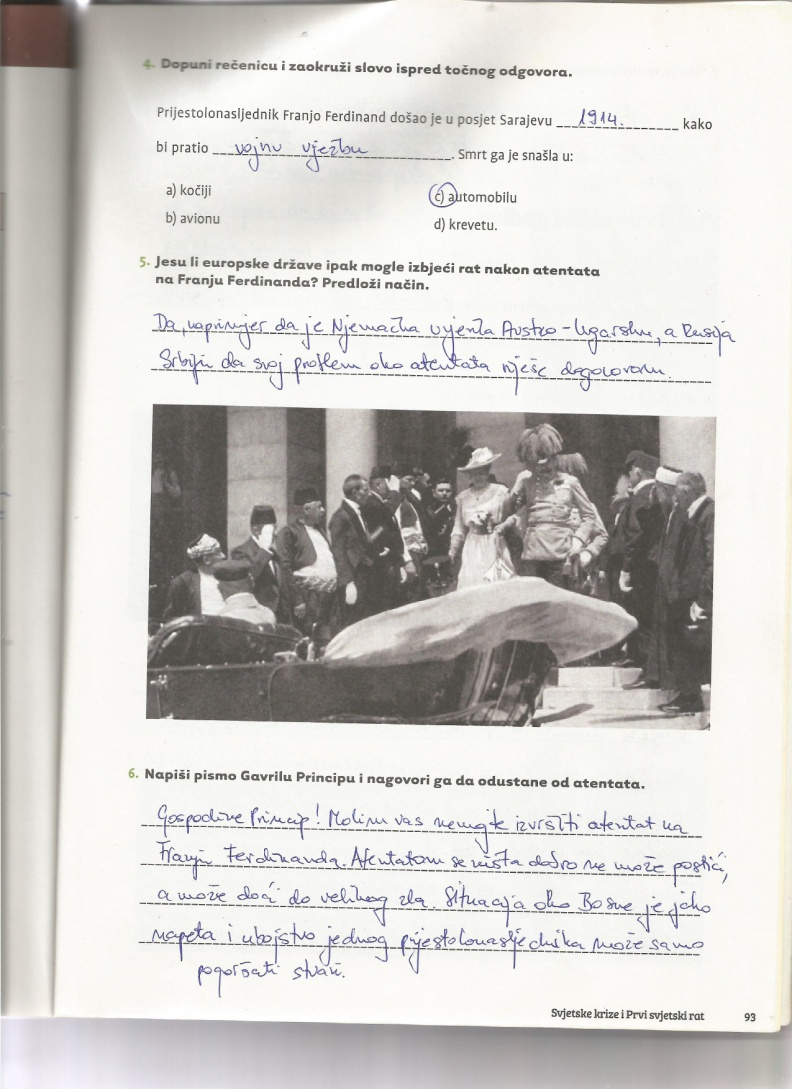 4. Dopuni rečenicu i zaokruži slovo ispred točnog odgovora.
Prijestolonasljednik Franjo Ferdinand došao je u posjet Sarajevu 1914. kako
bi pratio vojnu vježbu. Smrt ga je snašla u:
a) kočiji
c) automobilu
b) avionu
d) krevetu.
5. Jesu li europske države ipak mogle izbjeći rat nakon atentata
na Franju Ferdinanda? Predloži način.
Da, naprimjer da je Njemačka uvjerila Austro-Ugarsku, a Rusija
Srbiju da svoj problem oko atentata riješe dogovorom.
6. Napiši pismo Gavrilu Principu i nagovori ga da odustane od atentata.
Gospodine Princip! Molim vas nemojte izvršiti atentat na
Franju Ferdinanda. Atentatom se ništa dobro ne može postići,
a može doći do velikog zla. Situacija oko Bosne je jako
napeta i ubojstvo jednog prijestolonasljednika može samo
pogoršati stvari.
Svjetske krize i Prvi svjetski rat 93